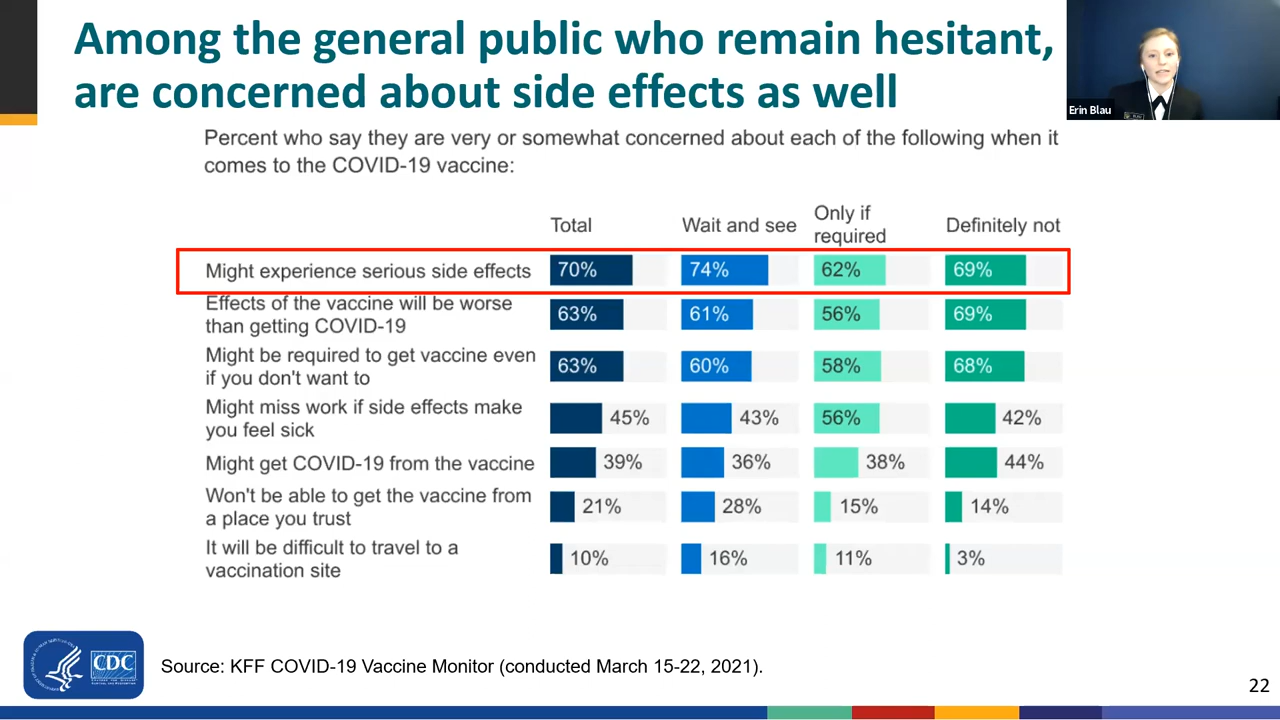 Among the general public who remain hesitant,
are concerned about side effects as well
Erin Blau
Percent who say they are very or somewhat concerned about each of the following when it
comes to the COVID-19 vaccine:
Total
Wait and see
Only if
required
Definitely not
Might experience serious side effects
70%
74%
62%
69%
Effects of the vaccine will be worse
than getting COVID-19
63%
61%
56%
69%
Might be required to get vaccine even
if you don't want to
63%
60%
58%
68%
Might miss work if side effects make
you feel sick
45%
43%
56%
42%
Might get COVID-19 from the vaccine
39%
36%
38%
44%
Won't be able to get the vaccine from
a place you trust
21%
28%
15%
14%
It will be difficult to travel to a
vaccination site
10%
16%
11%
3%
CDC
Source: KFF COVID-19 Vaccine Monitor (conducted March 15-22, 2021).
22